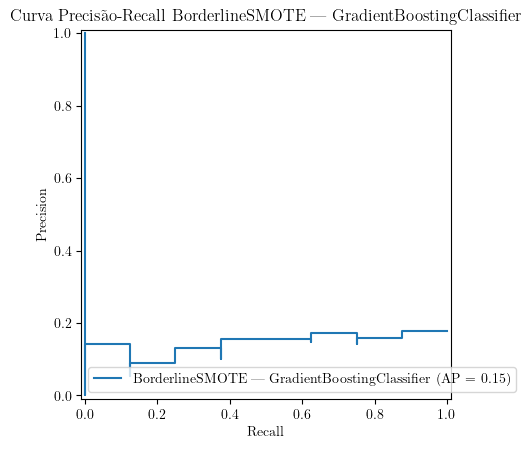 Curva Precisão-Recall BorderlineSMOTE — GradientBoostingClassifier
1.0
0.8
0.6
0.4
0.2
0.0
Precision
BorderlineSMOTE — GradientBoostingClassifier (AP = 0.15)
0.0 0.2 0.4 0.6 0.8 1.0
Recall